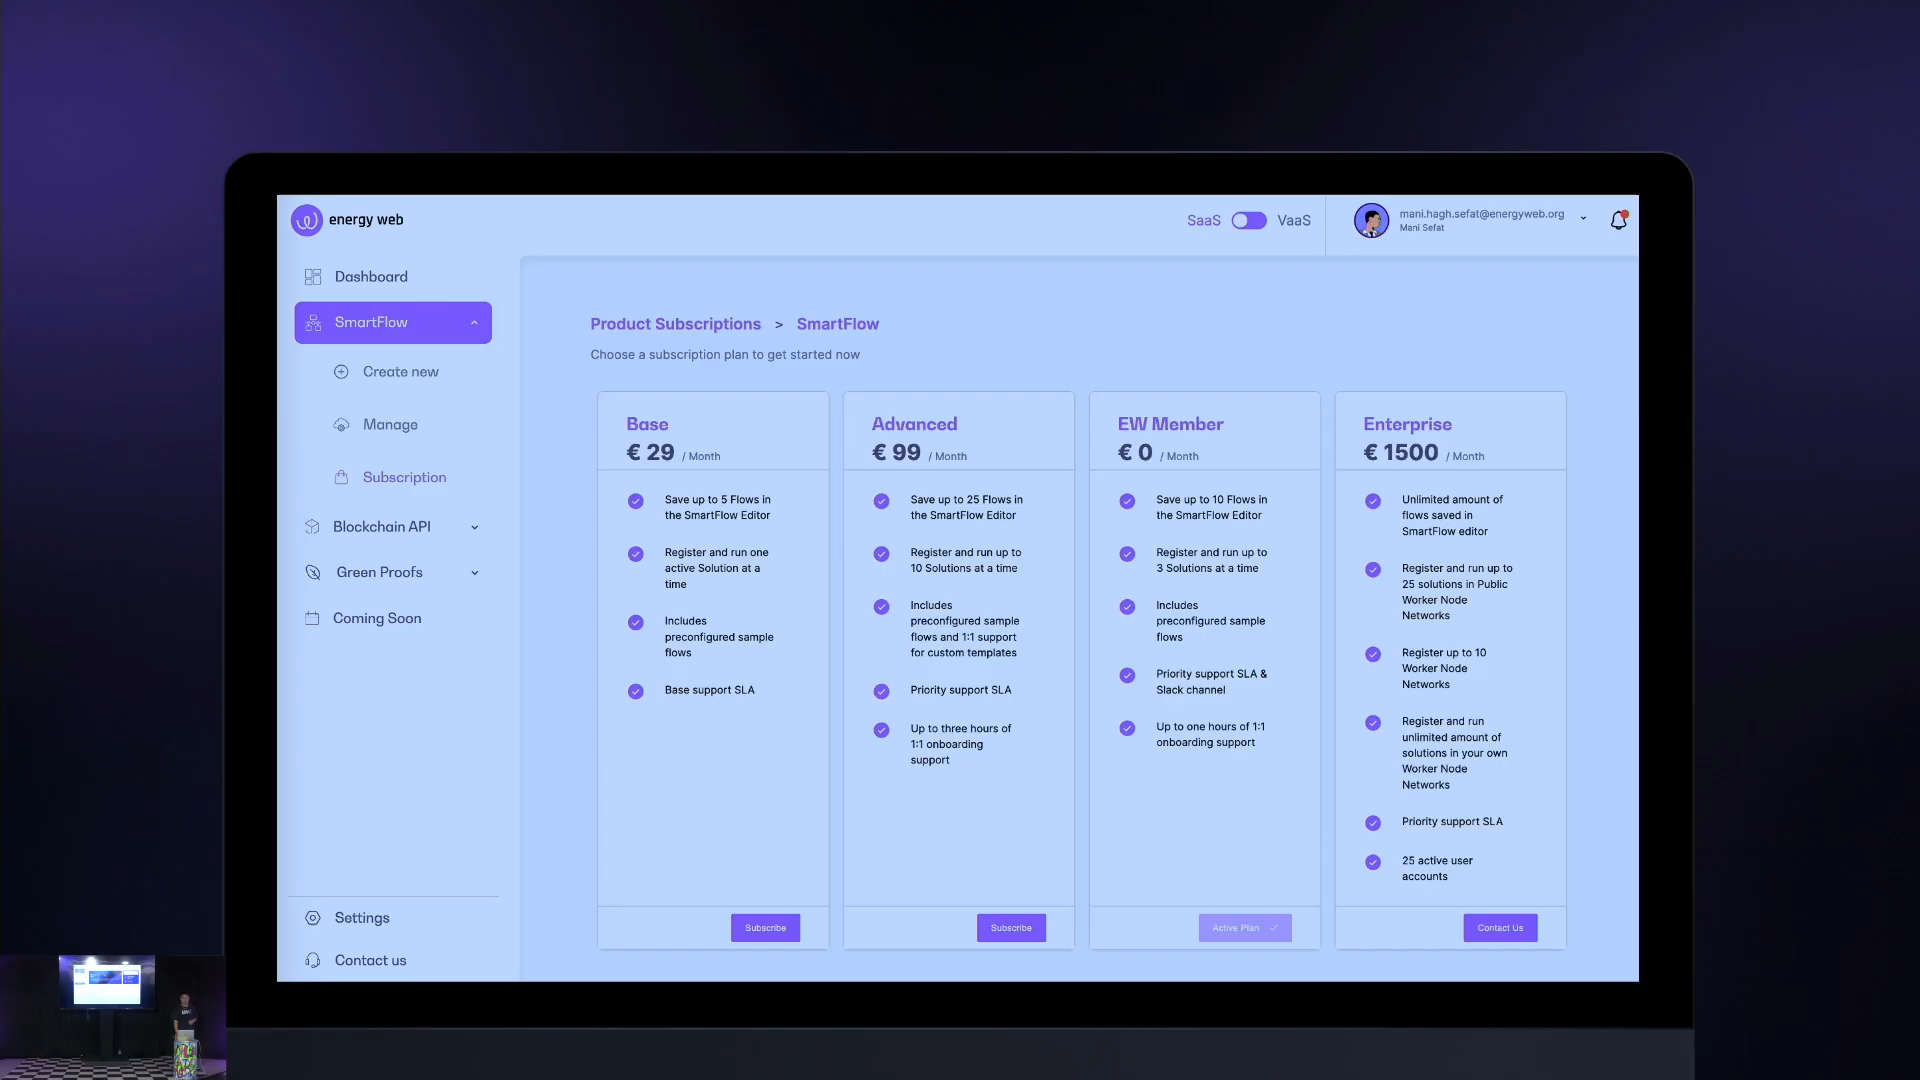 energy web
SaaS
VaaS
mani.hagh.sefat@energyweb.org
Mani Sefat
Dashboard
SmartFlow
Create new
Manage
Subscription
Blockchain API
Green Proofs
Coming Soon
Settings
Contact us
Product Subscriptions > SmartFlow
Choose a subscription plan to get started now
Base
€ 29 / Month
Save up to 5 Flows in
the SmartFlow Editor
Register and run one
active Solution at a
time
Includes
preconfigured sample
flows
Base support SLA
Subscribe
Advanced
€ 99 / Month
Save up to 25 Flows in
the SmartFlow Editor
Register and run up to
10 Solutions at a time
Includes
preconfigured sample
flows and 1:1 support
for custom templates
Priority support SLA
Up to three hours of
1:1 onboarding
support
Subscribe
EW Member
€ 0 / Month
Save up to 10 Flows in
the SmartFlow Editor
Register and run up to
3 Solutions at a time
Includes
preconfigured sample
flows
Priority support SLA &
Slack channel
Up to one hours of 1:1
onboarding support
Active Plan
Enterprise
€ 1500 / Month
Unlimited amount of
flows saved in
SmartFlow editor
Register and run up to
25 solutions in Public
Worker Node
Networks
Register up to 10
Worker Node
Networks
Register and run
unlimited amount of
solutions in your own
Worker Node
Networks
Priority support SLA
25 active user
accounts
Contact Us